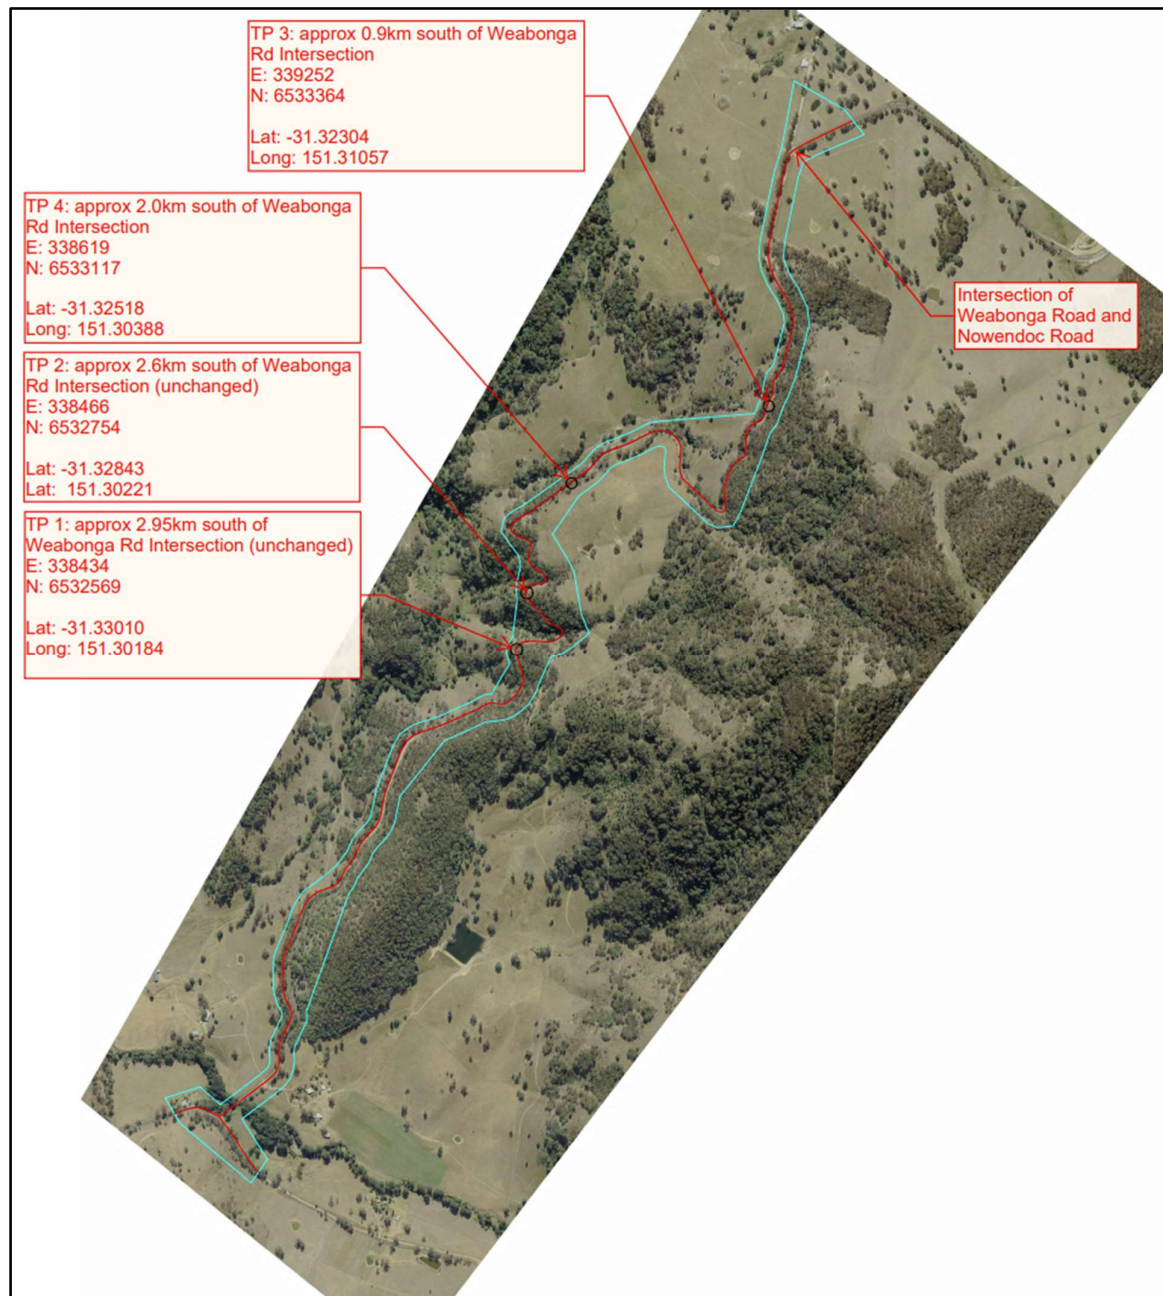 TP 3: approx 0.9km south of Weabonga
Rd Intersection
E: 339252
N: 6533364
Lat: -31.32304
Long: 151.31057
TP 4: approx 2.0km south of Weabonga
Rd Intersection
E: 338619
N: 6533117
Lat: -31.32518
Long: 151.30388
TP 2: approx 2.6km south of Weabonga
Rd Intersection (unchanged)
E: 338466
N: 6532754
Lat: -31.32843
Lat:  151.30221
TP 1: approx 2.95km south of
Weabonga Rd Intersection (unchanged)
E: 338434
N: 6532569
Lat: -31.33010
Long: 151.30184
Intersection of
Weabonga Road and
Nowendoc Road